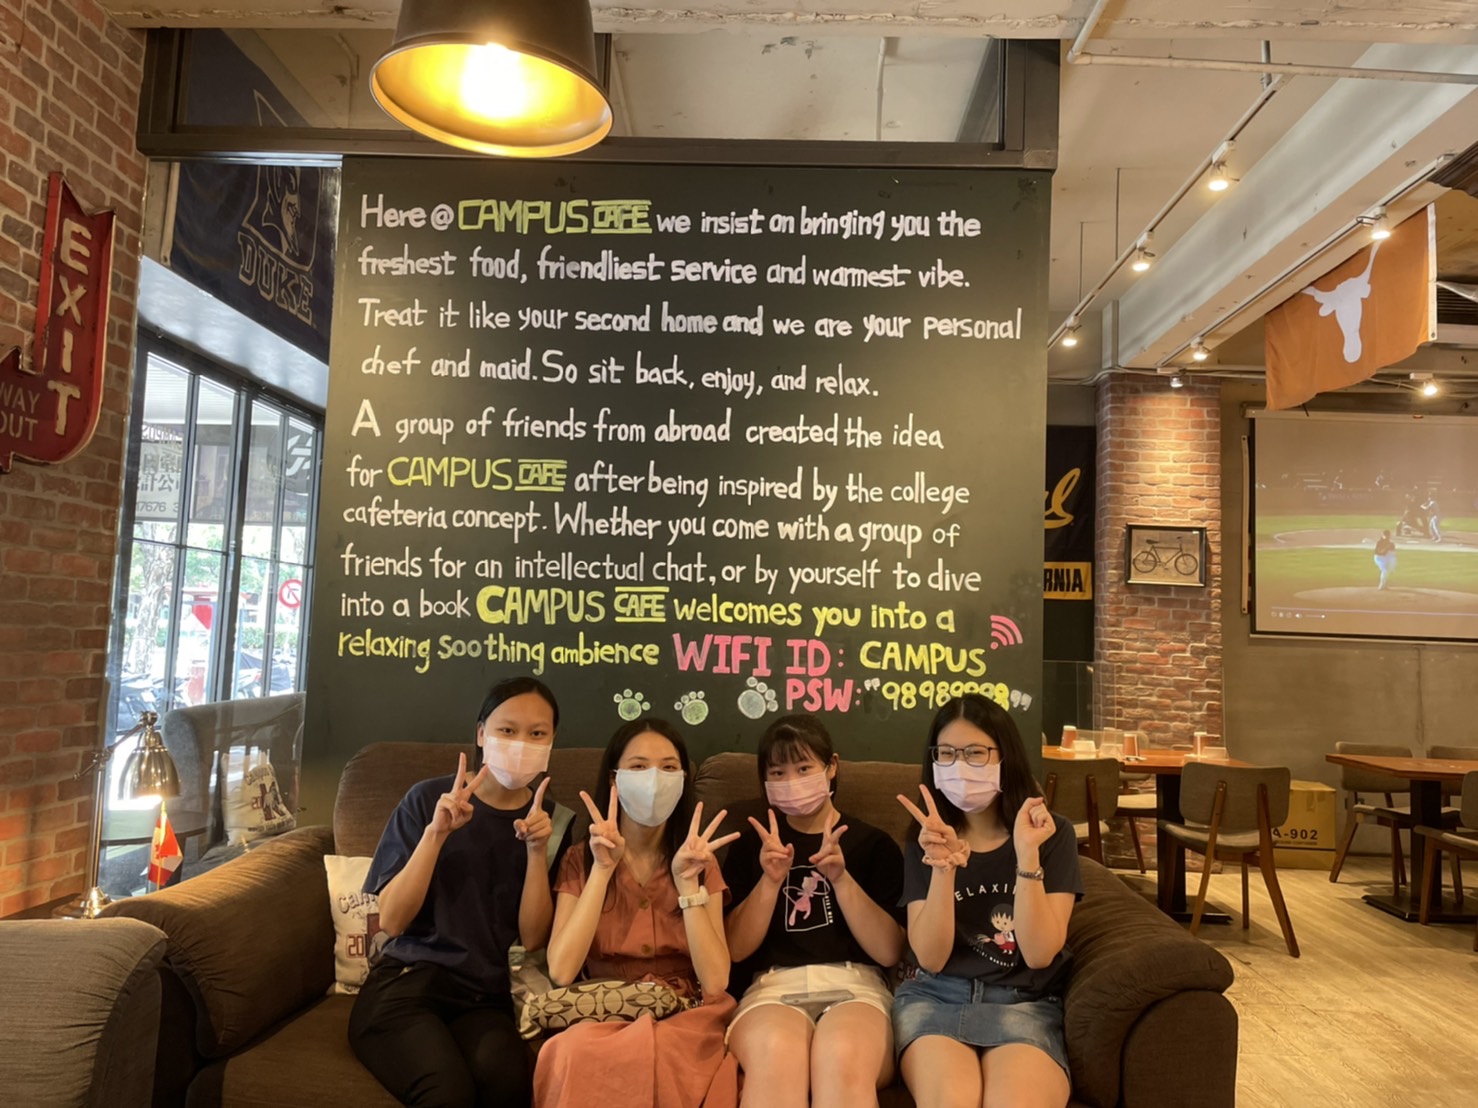 Here @ CAMPUS CAFE we insist on bringing you the
freshest food, friendliest service and warmest vibe.
Treat it like your second home and we are your personal
chef and maid. So sit back, enjoy, and relax.
A group of friends from abroad created the idea
for CAMPUS CAFE after being inspired by the college
cafeteria concept. Whether you come with a group of
friends for an intellectual chat, or by yourself to dive
into a book CAMPUS CAFE welcomes you into a
relaxing soothing ambience WIFI ID: CAMPUS
PSW: "98989898"
EXIT
WAY
OUT
DUKE
RNIA
A-902
RELAXI
7676 3